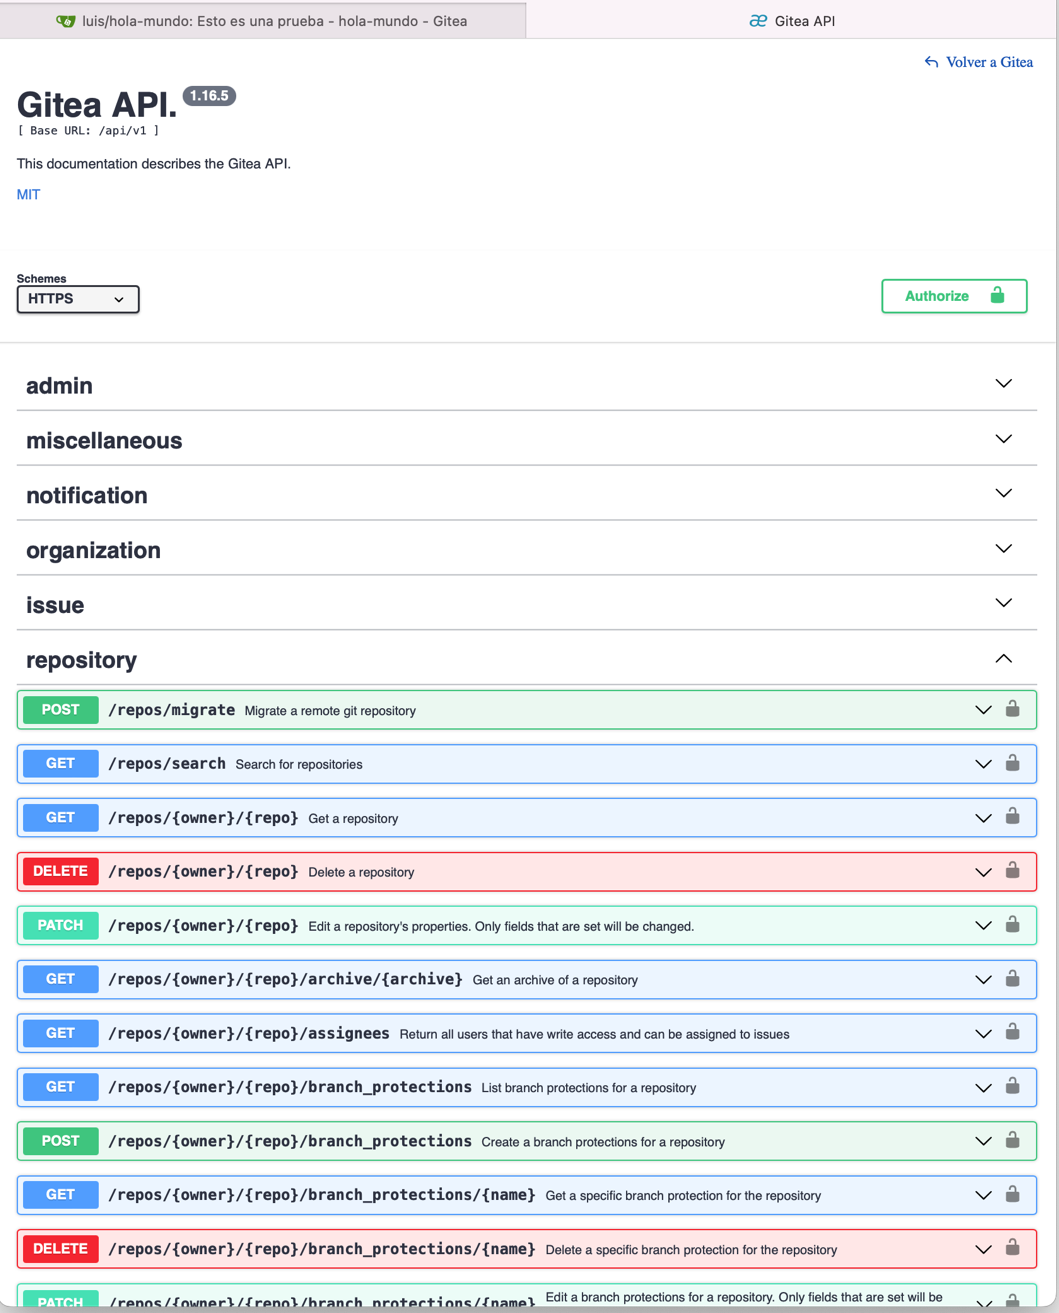 luis/hola-mundo: Esto es una prueba - hola-mundo - Gitea
Gitea API
Volver a Gitea
Gitea API. 1.16.5
[ Base URL: /api/v1 ]
This documentation describes the Gitea API.
MIT
Schemes
HTTPS
Authorize
admin
miscellaneous
notification
organization
issue
repository
POST /repos/migrate Migrate a remote git repository
GET /repos/search Search for repositories
GET /repos/{owner}/{repo} Get a repository
DELETE /repos/{owner}/{repo} Delete a repository
PATCH /repos/{owner}/{repo} Edit a repository's properties. Only fields that are set will be changed.
GET /repos/{owner}/{repo}/archive/{archive} Get an archive of a repository
GET /repos/{owner}/{repo}/assignees Return all users that have write access and can be assigned to issues
GET /repos/{owner}/{repo}/branch_protections List branch protections for a repository
POST /repos/{owner}/{repo}/branch_protections Create a branch protections for a repository
GET /repos/{owner}/{repo}/branch_protections/{name} Get a specific branch protection for the repository
DELETE /repos/{owner}/{repo}/branch_protections/{name} Delete a specific branch protection for the repository
PATCH /repos/{owner}/{repo}/branch_protections/{name} Edit a branch protections for a repository. Only fields that are set will be